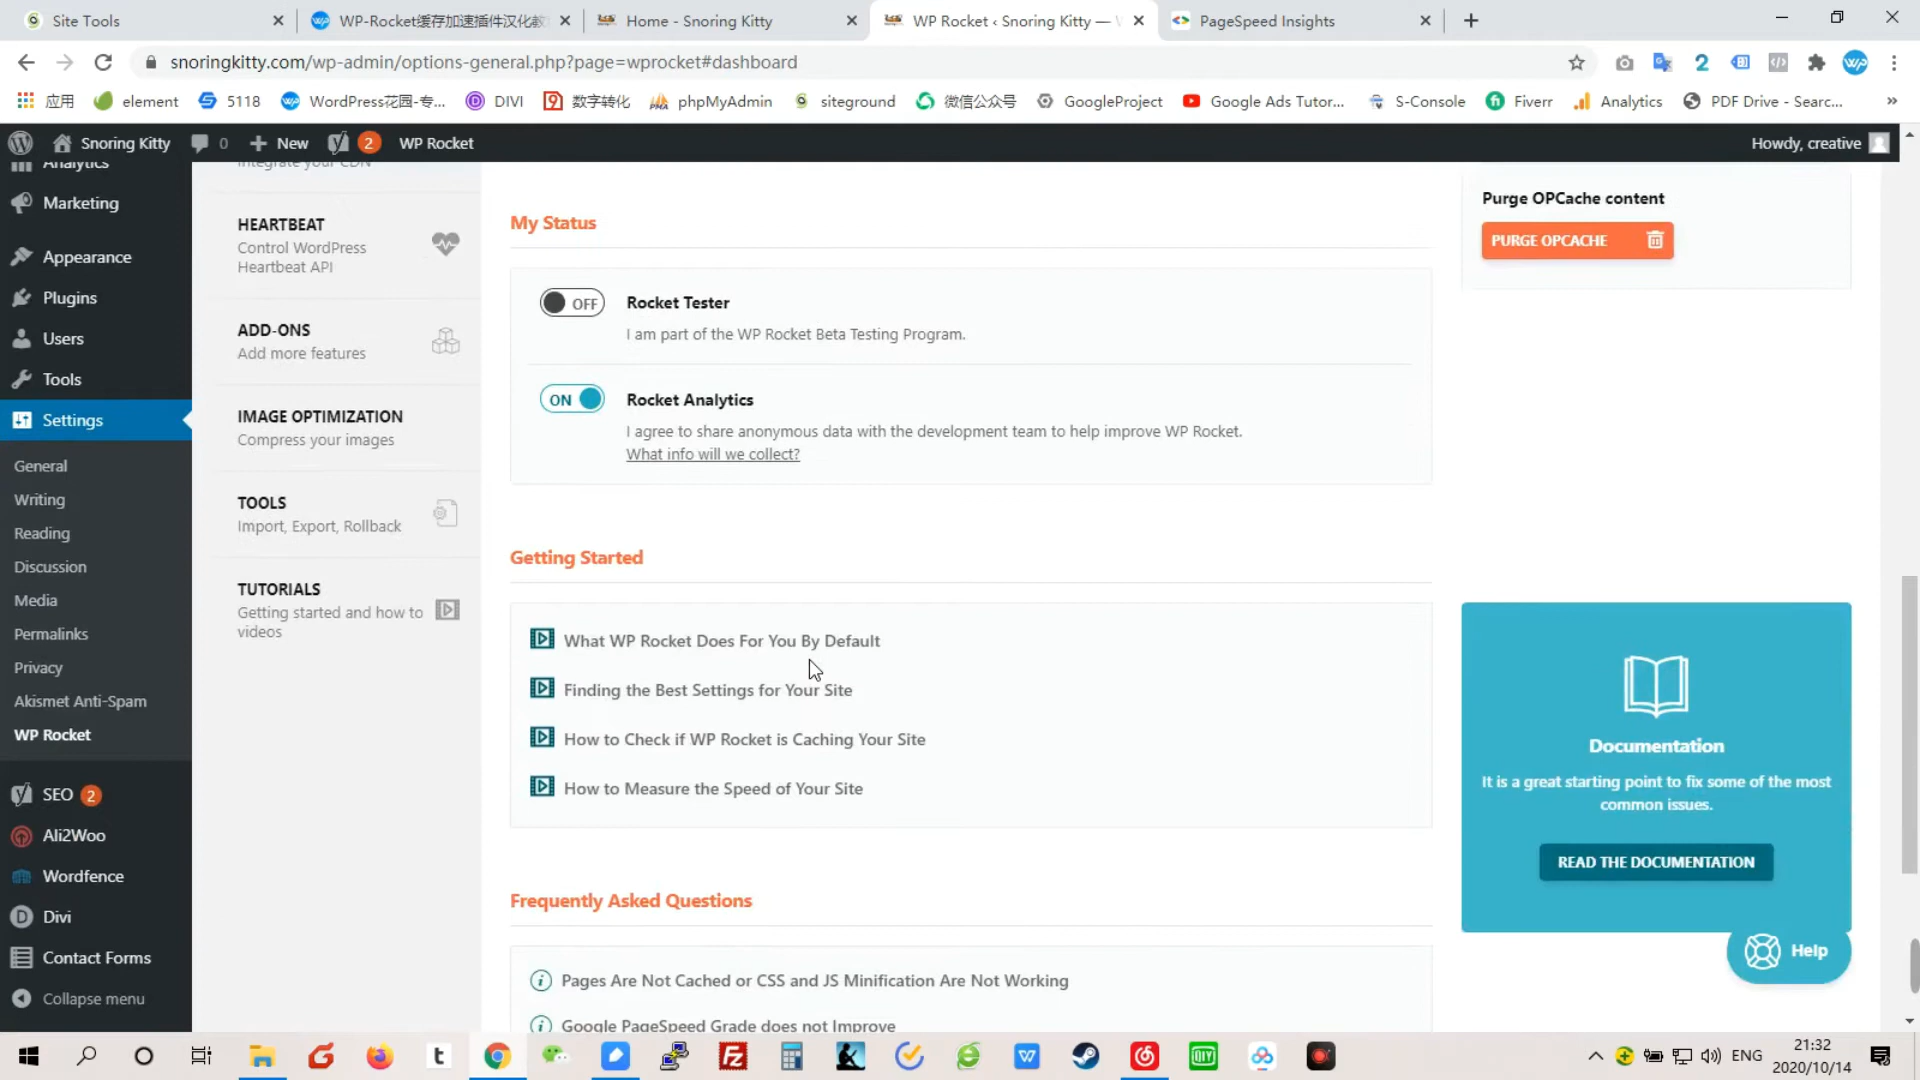 Site Tools
WP-Rocket缓存加速插件汉化教
Home - Snoring Kitty
WP Rocket ‹ Snoring Kitty —
PageSpeed Insights
snoringkitty.com/wp-admin/options-general.php?page=wprocket#dashboard
应用
element
5118
WordPress花园-专...
DIVI
数字转化
phpMyAdmin
siteground
微信公众号
GoogleProject
Google Ads Tutor...
S-Console
Fiverr
Analytics
PDF Drive - Searc...
»
Snoring Kitty
0
New
2
WP Rocket
Howdy, creative
Analytics
Marketing
Appearance
Plugins
Users
Tools
Settings
General
Writing
Reading
Discussion
Media
Permalinks
Privacy
Akismet Anti-Spam
WP Rocket
SEO 2
Ali2Woo
Wordfence
Divi
Contact Forms
Collapse menu
Integrate your CDN
HEARTBEAT
Control WordPress
Heartbeat API
ADD-ONS
Add more features
IMAGE OPTIMIZATION
Compress your images
TOOLS
Import, Export, Rollback
TUTORIALS
Getting started and how to
videos
My Status
OFF
Rocket Tester
I am part of the WP Rocket Beta Testing Program.
ON
Rocket Analytics
I agree to share anonymous data with the development team to help improve WP Rocket.
What info will we collect?
Getting Started
What WP Rocket Does For You By Default
Finding the Best Settings for Your Site
How to Check if WP Rocket is Caching Your Site
How to Measure the Speed of Your Site
Frequently Asked Questions
Pages Are Not Cached or CSS and JS Minification Are Not Working
Google PageSpeed Grade does not Improve
Purge OPCache content
PURGE OPCACHE
Documentation
It is a great starting point to fix some of the most
common issues.
READ THE DOCUMENTATION
Help
ENG
21:32
2020/10/14